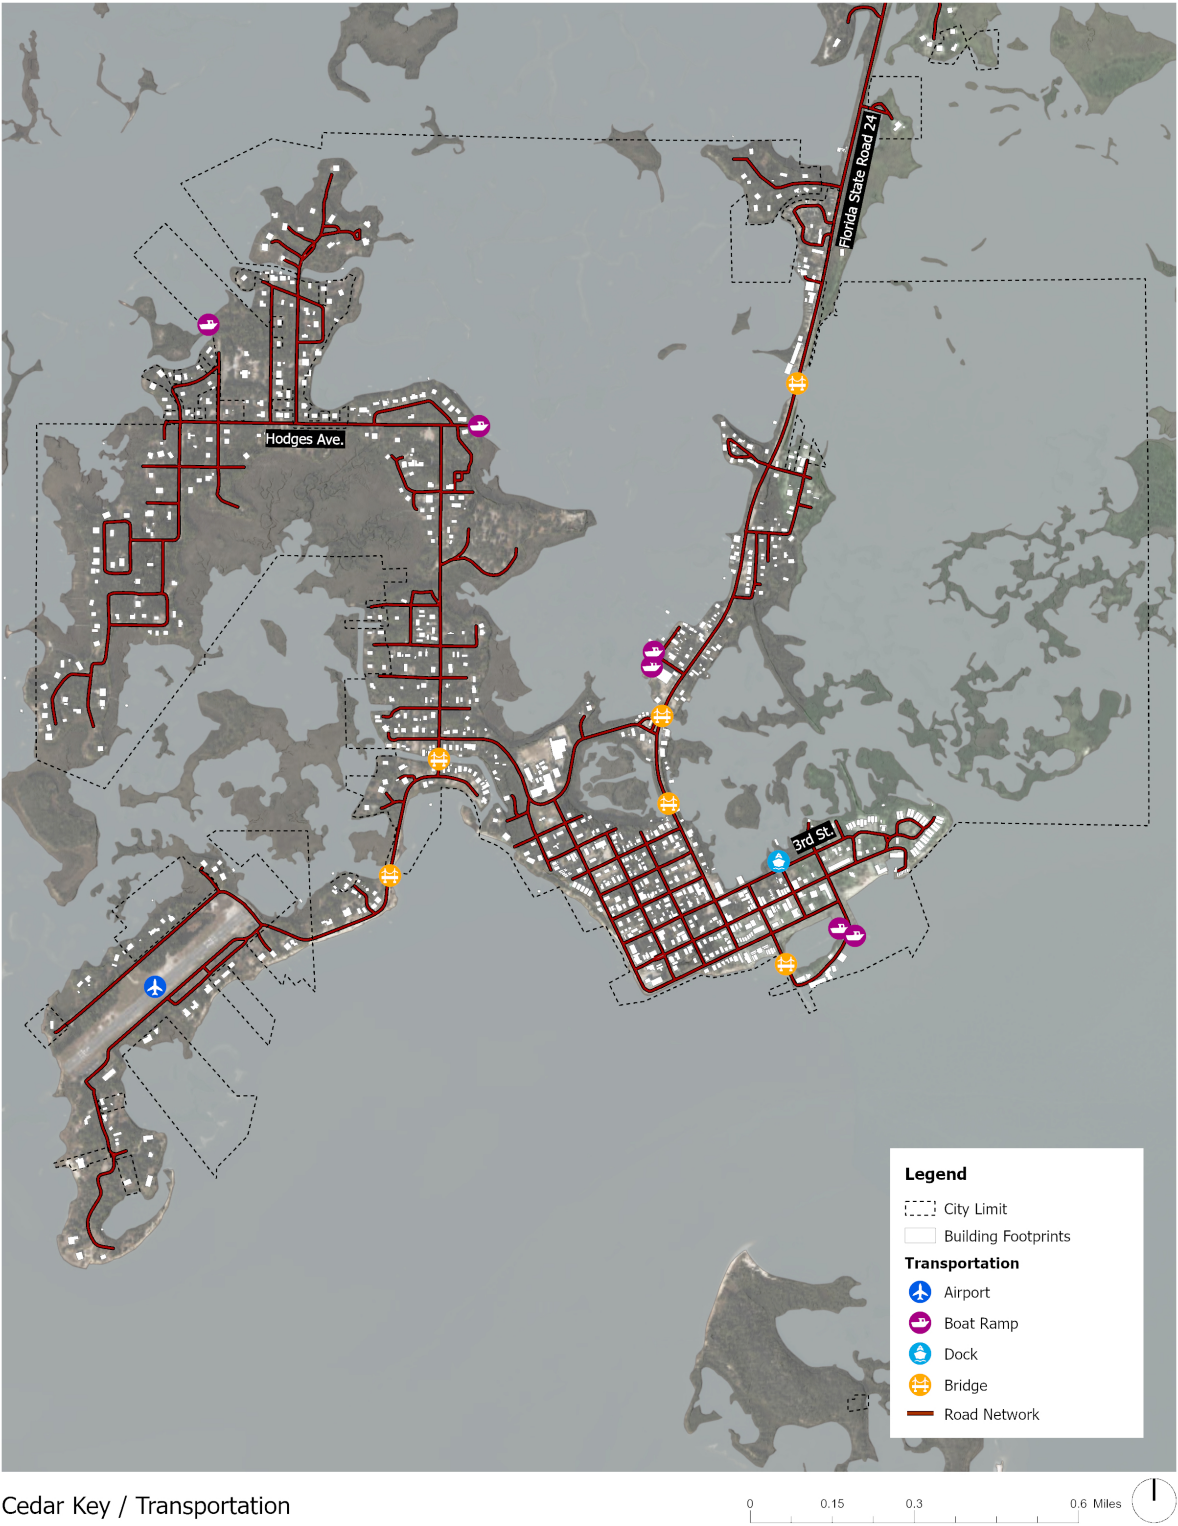 Florida State Road 24
Hodges Ave.
3rd St.
Legend
City Limit
Building Footprints
Transportation
Airport
Boat Ramp
Dock
Bridge
Road Network
Cedar Key / Transportation
0 0.15 0.3 0.6 Miles